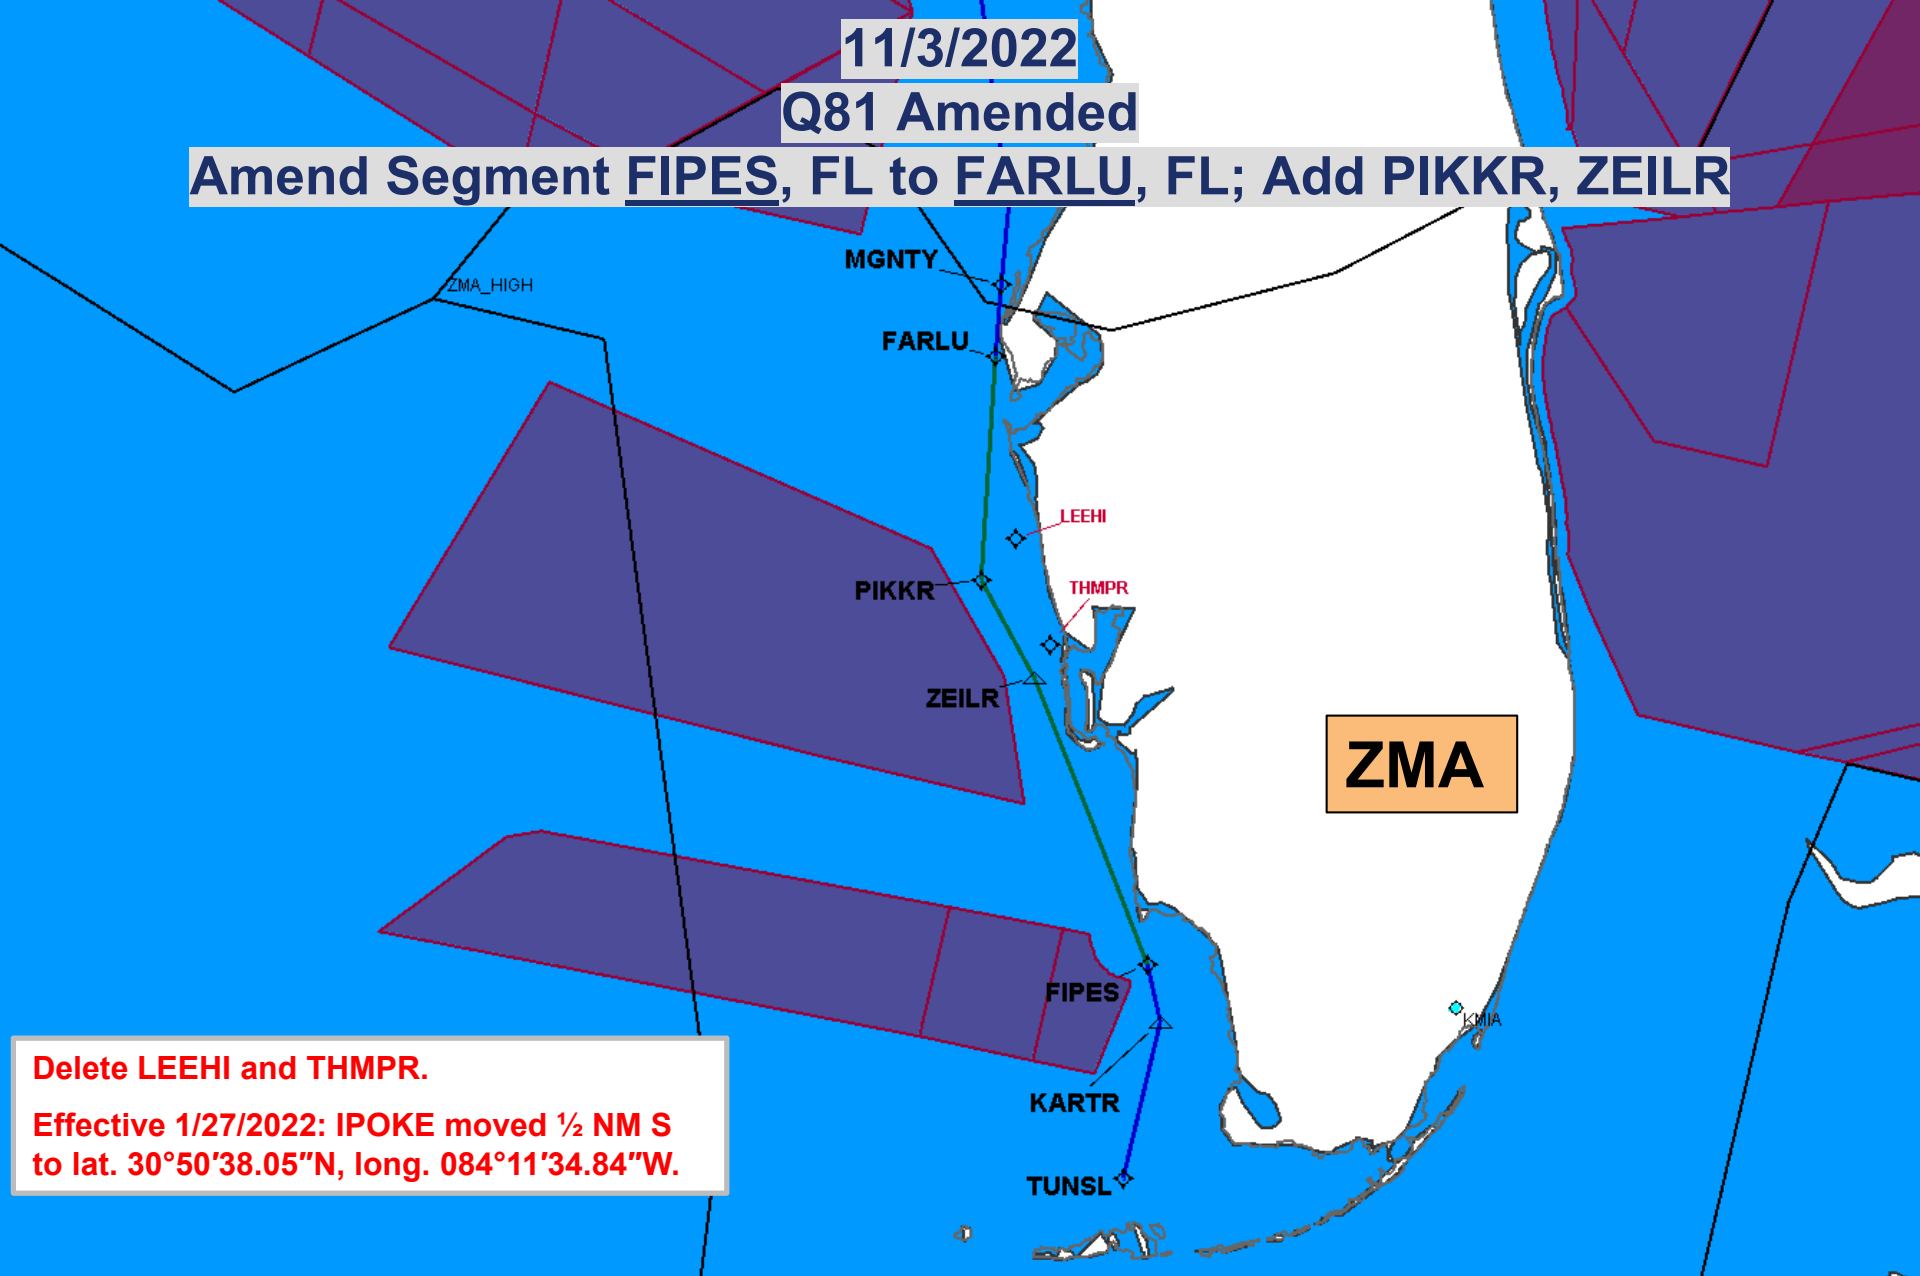 11/3/2022
Q81 Amended
Amend Segment FIPES, FL to FARLU, FL; Add PIKKR, ZEILR
MGNTY
ZMA_HIGH
FARLU
LEEHI
PIKKR
THMPR
ZEILR
ZMA
FIPES
KMIA
KARTR
TUNSL
Delete LEEHI and THMPR.
Effective 1/27/2022: IPOKE moved ½ NM S
to lat. 30°50′38.05″N, long. 084°11′34.84″W.